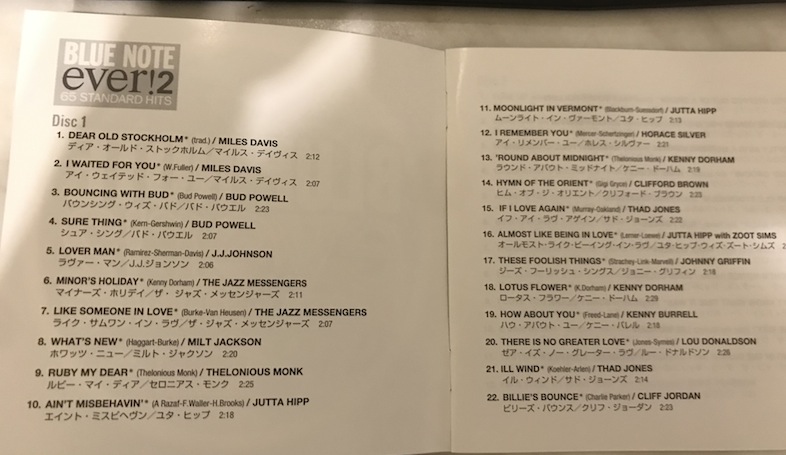 BLUE NOTE
ever!2
65 STANDARD HITS
Disc 1
1. DEAR OLD STOCKHOLM* (trad.) / MILES DAVIS
ディア・オールド・ストックホルム／マイルス・デイヴィス 2:12
2. I WAITED FOR YOU* (W.Fuller) / MILES DAVIS
アイ・ウェイテッド・フォー・ユー／マイルス・デイヴィス 2:07
3. BOUNCING WITH BUD* (Bud Powell) / BUD POWELL
バウンシング・ウィズ・バド／バド・パウエル 2:23
4. SURE THING* (Kern-Gershwin) / BUD POWELL
シュア・シング／バド・パウエル 2:07
5. LOVER MAN* (Ramirez-Sherman-Davis) / J.J.JOHNSON
ラヴァー・マン／J.J.ジョンソン 2:06
6. MINOR'S HOLIDAY* (Kenny Dorham) / THE JAZZ MESSENGERS
マイナーズ・ホリデイ／ザ・ジャズ・メッセンジャーズ 2:11
7. LIKE SOMEONE IN LOVE* (Burke-Van Heusen) / THE JAZZ MESSENGERS
ライク・サムワン・イン・ラヴ／ザ・ジャズ・メッセンジャーズ 2:07
8. WHAT'S NEW* (Haggart-Burke) / MILT JACKSON
ホワッツ・ニュー／ミルト・ジャクソン 2:20
9. RUBY MY DEAR* (Thelonious Monk) / THELONIOUS MONK
ルビー・マイ・ディア／セロニアス・モンク 2:25
10. AIN'T MISBEHAVIN'* (A Razaf-F.Waller-H.Brooks) / JUTTA HIPP
エイント・ミスビヘヴン／ユタ・ヒップ 2:18
11. MOONLIGHT IN VERMONT* (Blackburn-Suessdorf) / JUTTA HIPP
ムーンライト・イン・ヴァーモント／ユタ・ヒップ 2:13
12. I REMEMBER YOU* (Mercer-Schertzinger) / HORACE SILVER
アイ・リメンバー・ユー／ホレス・シルヴァー 2:21
13. 'ROUND ABOUT MIDNIGHT* (Thelonious Monk) / KENNY DORHAM
ラウンド・アバウト・ミッドナイト／ケニー・ドーハム 2:19
14. HYMN OF THE ORIENT* (Gigi Gryce) / CLIFFORD BROWN
ヒム・オブ・ジ・オリエント／クリフォード・ブラウン 2:23
15. IF I LOVE AGAIN* (Murray-Oakland) / THAD JONES
イフ・アイ・ラヴ・アゲイン／サド・ジョーンズ 2:22
16. ALMOST LIKE BEING IN LOVE* (Lerner-Loewe) / JUTTA HIPP with ZOOT SIMS
オールモスト・ライク・ビーイング・イン・ラヴ／ユタ・ヒップ・ウィズ・ズート・シムズ
17. THESE FOOLISH THINGS* (Strachey-Link-Marvell) / JOHNNY GRIFFIN
ジーズ・フーリッシュ・シングス／ジョニー・グリフィン 2:18
18. LOTUS FLOWER* (K.Dorham) / KENNY DORHAM
ロータス・フラワー／ケニー・ドーハム 2:29
19. HOW ABOUT YOU* (Freed-Lane) / KENNY BURRELL
ハウ・アバウト・ユー／ケニー・バレル 2:18
20. THERE IS NO GREATER LOVE* (Jones-Symes) / LOU DONALDSON
ゼア・イズ・ノー・グレーター・ラヴ／ルー・ドナルドソン 2:26
21. ILL WIND* (Koehler-Arlen) / THAD JONES
イル・ウィンド／サド・ジョーンズ 2:14
22. BILLIE'S BOUNCE* (Charlie Parker) / CLIFF JORDAN
ビリーズ・バウンス／クリフ・ジョーダン 2:23